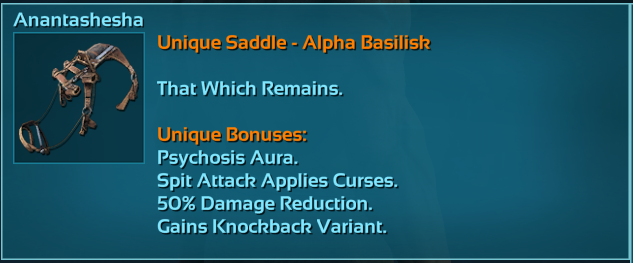 Anantashesha
Unique Saddle - Alpha Basilisk
That Which Remains.
Unique Bonuses:
Psychosis Aura.
Spit Attack Applies Curses.
50% Damage Reduction.
Gains Knockback Variant.